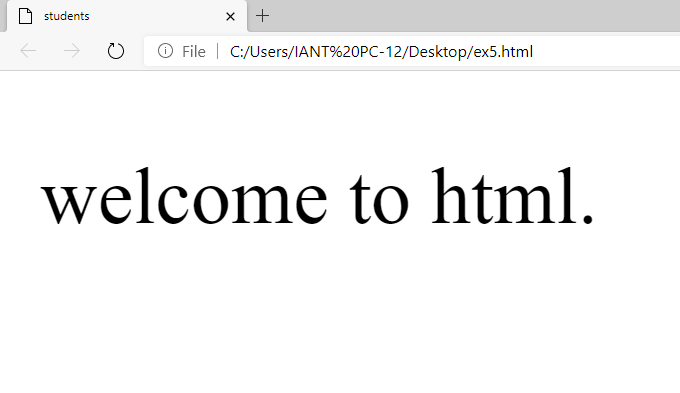 students
File C:/Users/IANT%20PC-12/Desktop/ex5.html
welcome to html.